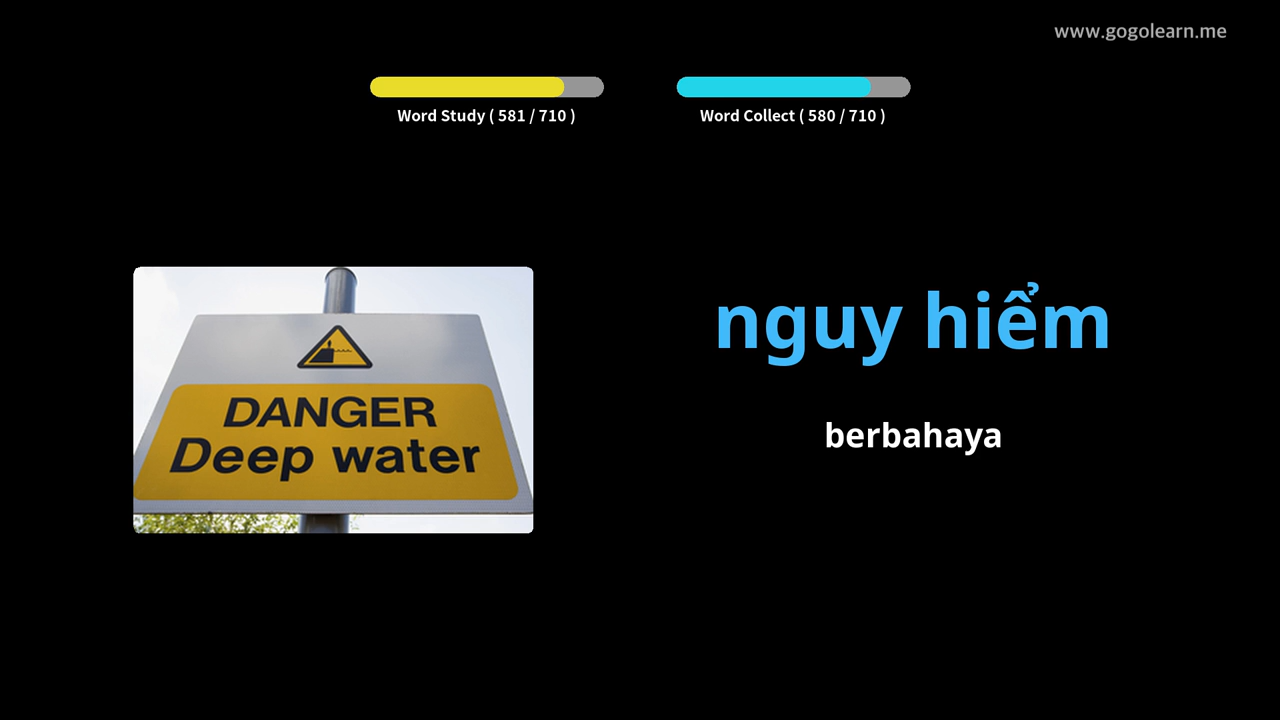 www.gogolearn.me
Word Study ( 581 / 710 )
Word Collect ( 580 / 710 )
DANGER
Deep water
nguy hiểm
berbahaya